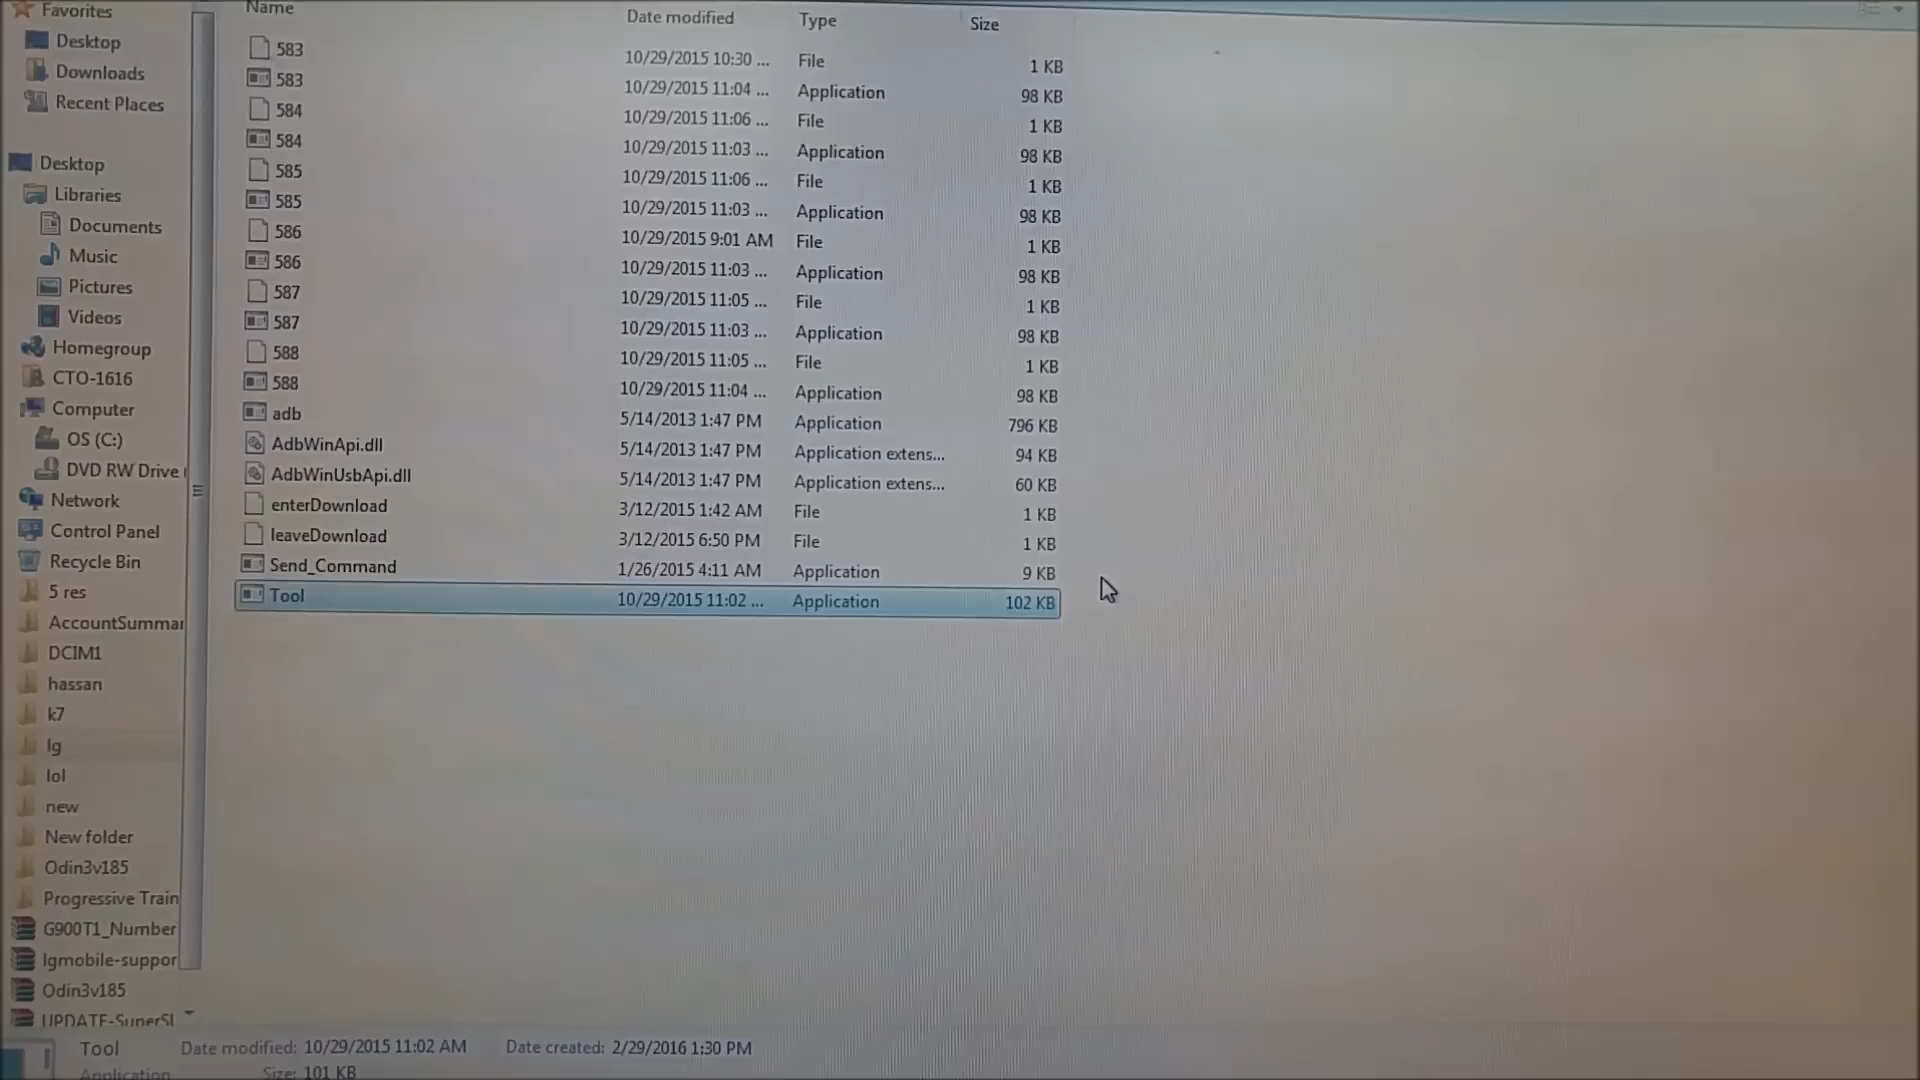 Favorites
Desktop
Downloads
Recent Places
Desktop
Libraries
Documents
Music
Pictures
Videos
Homegroup
CTO-1616
Computer
OS (C:)
DVD RW Drive
Network
Control Panel
Recycle Bin
5 res
AccountSummar
DCIM1
hassan
k7
lg
lol
new
New folder
Odin3v185
Progressive Train
G900T1_Number
lgmobile-suppor
Odin3v185
UPDATE-SuperS
Name Date modified Type Size
583 10/29/2015 10:30 ... File 1 KB
583 10/29/2015 11:04 ... Application 98 KB
584 10/29/2015 11:06 ... File 1 KB
584 10/29/2015 11:03 ... Application 98 KB
585 10/29/2015 11:06 ... File 1 KB
585 10/29/2015 11:03 ... Application 98 KB
586 10/29/2015 9:01 AM File 1 KB
586 10/29/2015 11:03 ... Application 98 KB
587 10/29/2015 11:05 ... File 1 KB
587 10/29/2015 11:03 ... Application 98 KB
588 10/29/2015 11:05 ... File 1 KB
588 10/29/2015 11:04 ... Application 98 KB
adb 5/14/2013 1:47 PM Application 796 KB
AdbWinApi.dll 5/14/2013 1:47 PM Application extens... 94 KB
AdbWinUsbApi.dll 5/14/2013 1:47 PM Application extens... 60 KB
enterDownload 3/12/2015 1:42 AM File 1 KB
leaveDownload 3/12/2015 6:50 PM File 1 KB
Send_Command 1/26/2015 4:11 AM Application 9 KB
Tool 10/29/2015 11:02 ... Application 102 KB
Tool Date modified: 10/29/2015 11:02 AM Date created: 2/29/2016 1:30 PM
Application Size: 101 KB